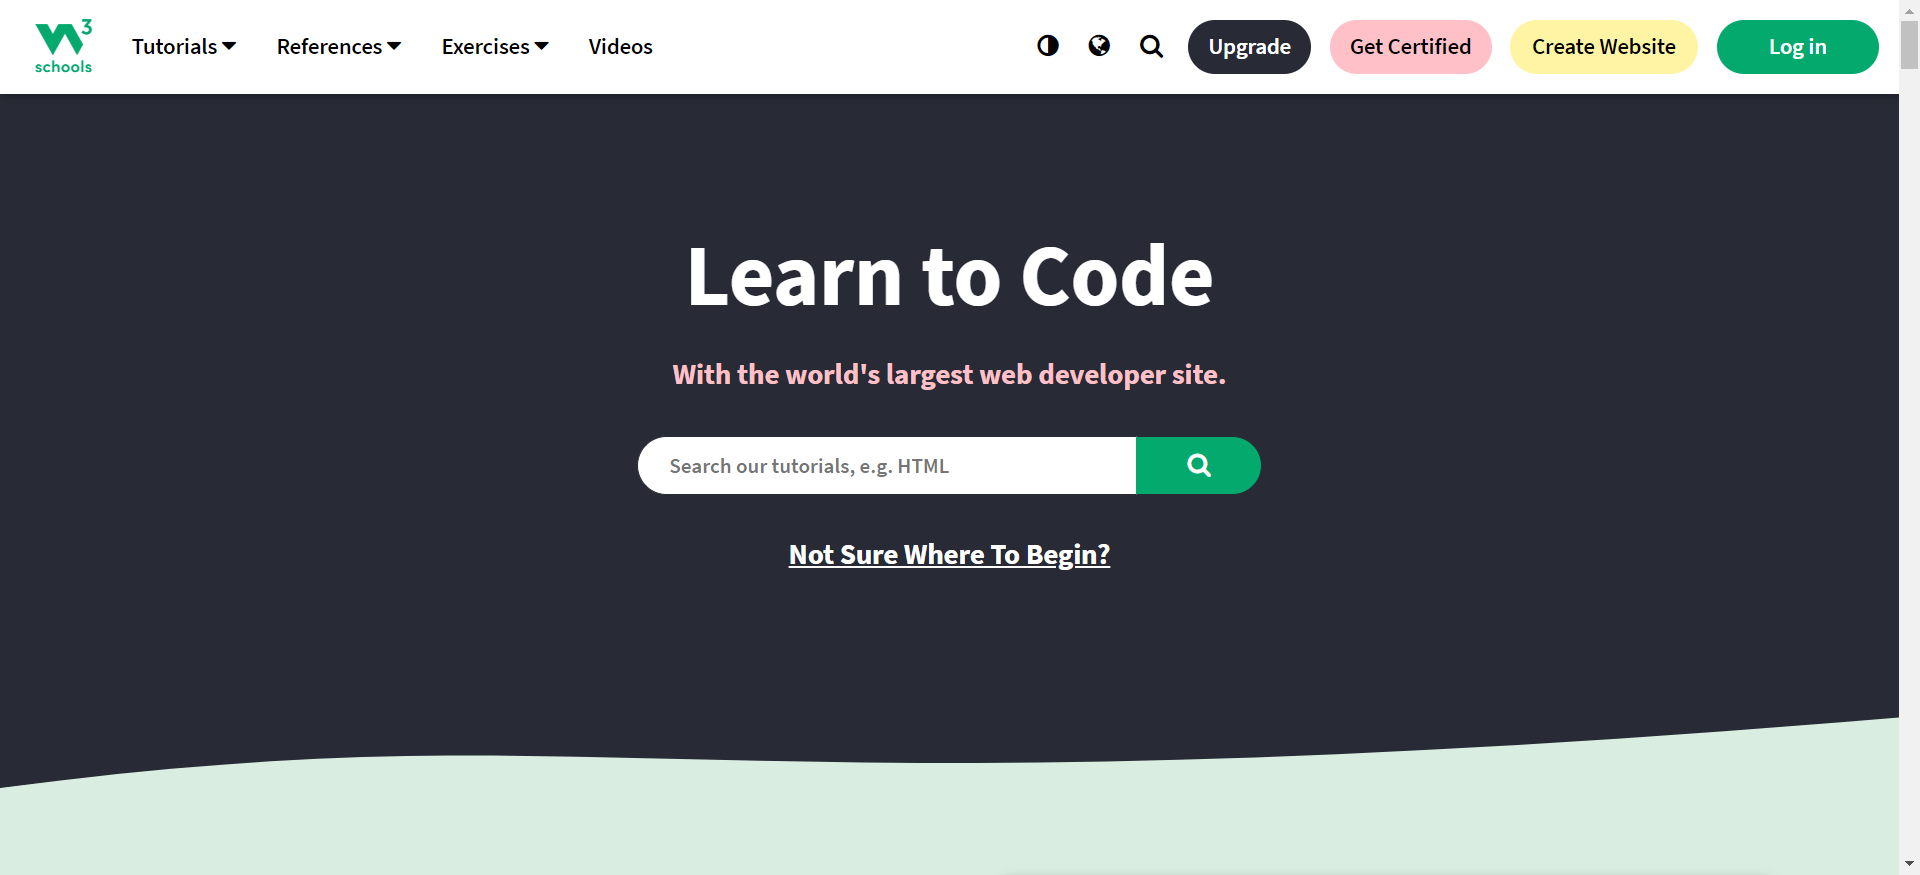 W3 schools
Tutorials References Exercises Videos Upgrade Get Certified Create Website Log in
Learn to Code
With the world's largest web developer site.
Search our tutorials, e.g. HTML
Not Sure Where To Begin?